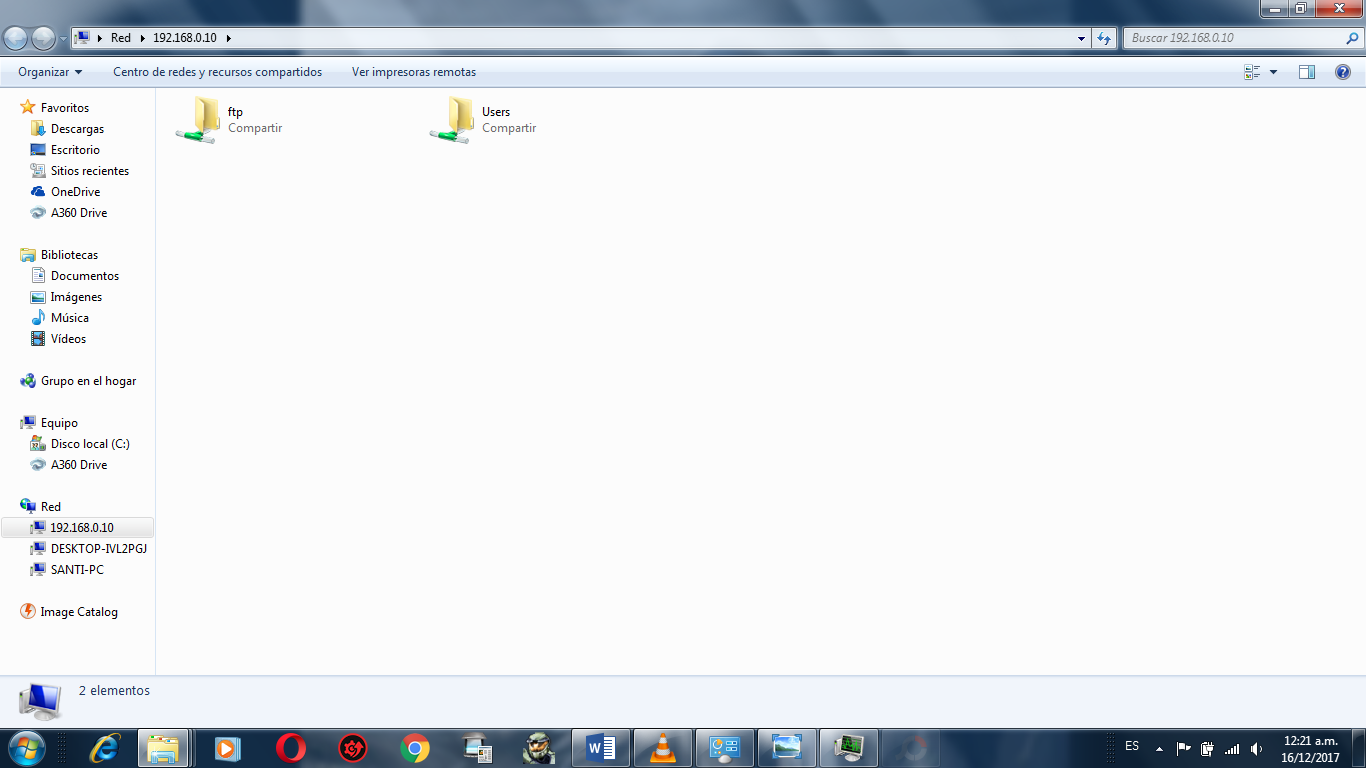 Red 192.168.0.10
Buscar 192.168.0.10
Organizar Centro de redes y recursos compartidos Ver impresoras remotas
Favoritos
Descargas
Escritorio
Sitios recientes
OneDrive
A360 Drive
Bibliotecas
Documentos
Imágenes
Música
Vídeos
Grupo en el hogar
Equipo
Disco local (C:)
A360 Drive
Red
192.168.0.10
DESKTOP-IVL2PGJ
SANTI-PC
Image Catalog
ftp
Compartir
Users
Compartir
2 elementos
ES
12:21 a.m.
16/12/2017